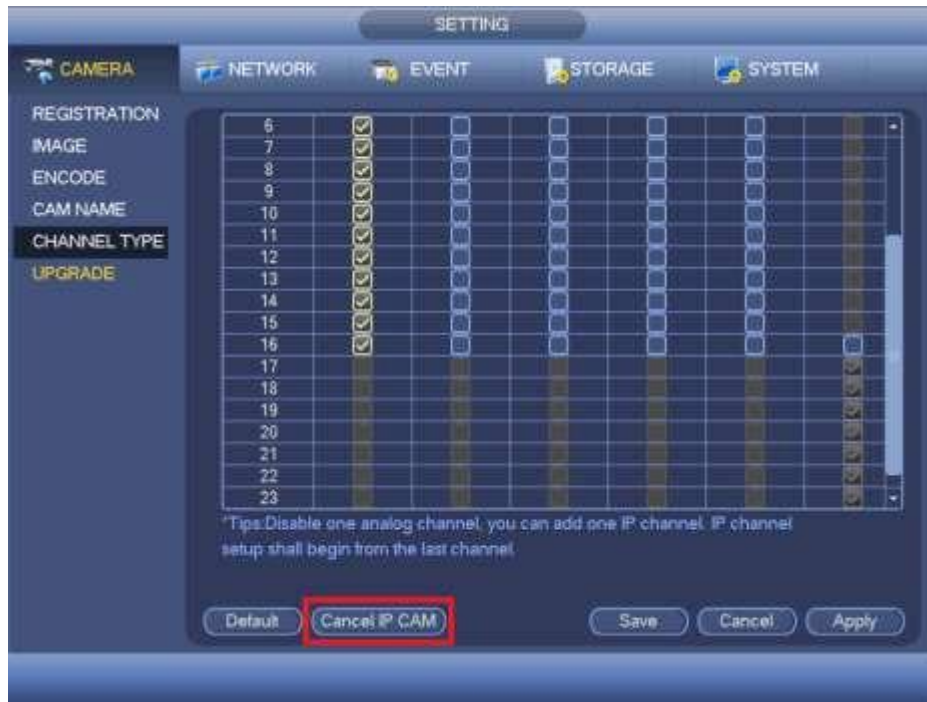 SETTING
CAMERA NETWORK EVENT STORAGE SYSTEM
REGISTRATION
IMAGE
ENCODE
CAM NAME
CHANNEL TYPE
UPGRADE
6
7
8
9
10
11
12
13
14
15
16
17
18
19
20
21
22
23
*Tips:Disable one analog channel, you can add one IP channel. IP channel
setup shall begin from the last channel.
Default Cancel IP CAM Save Cancel Apply